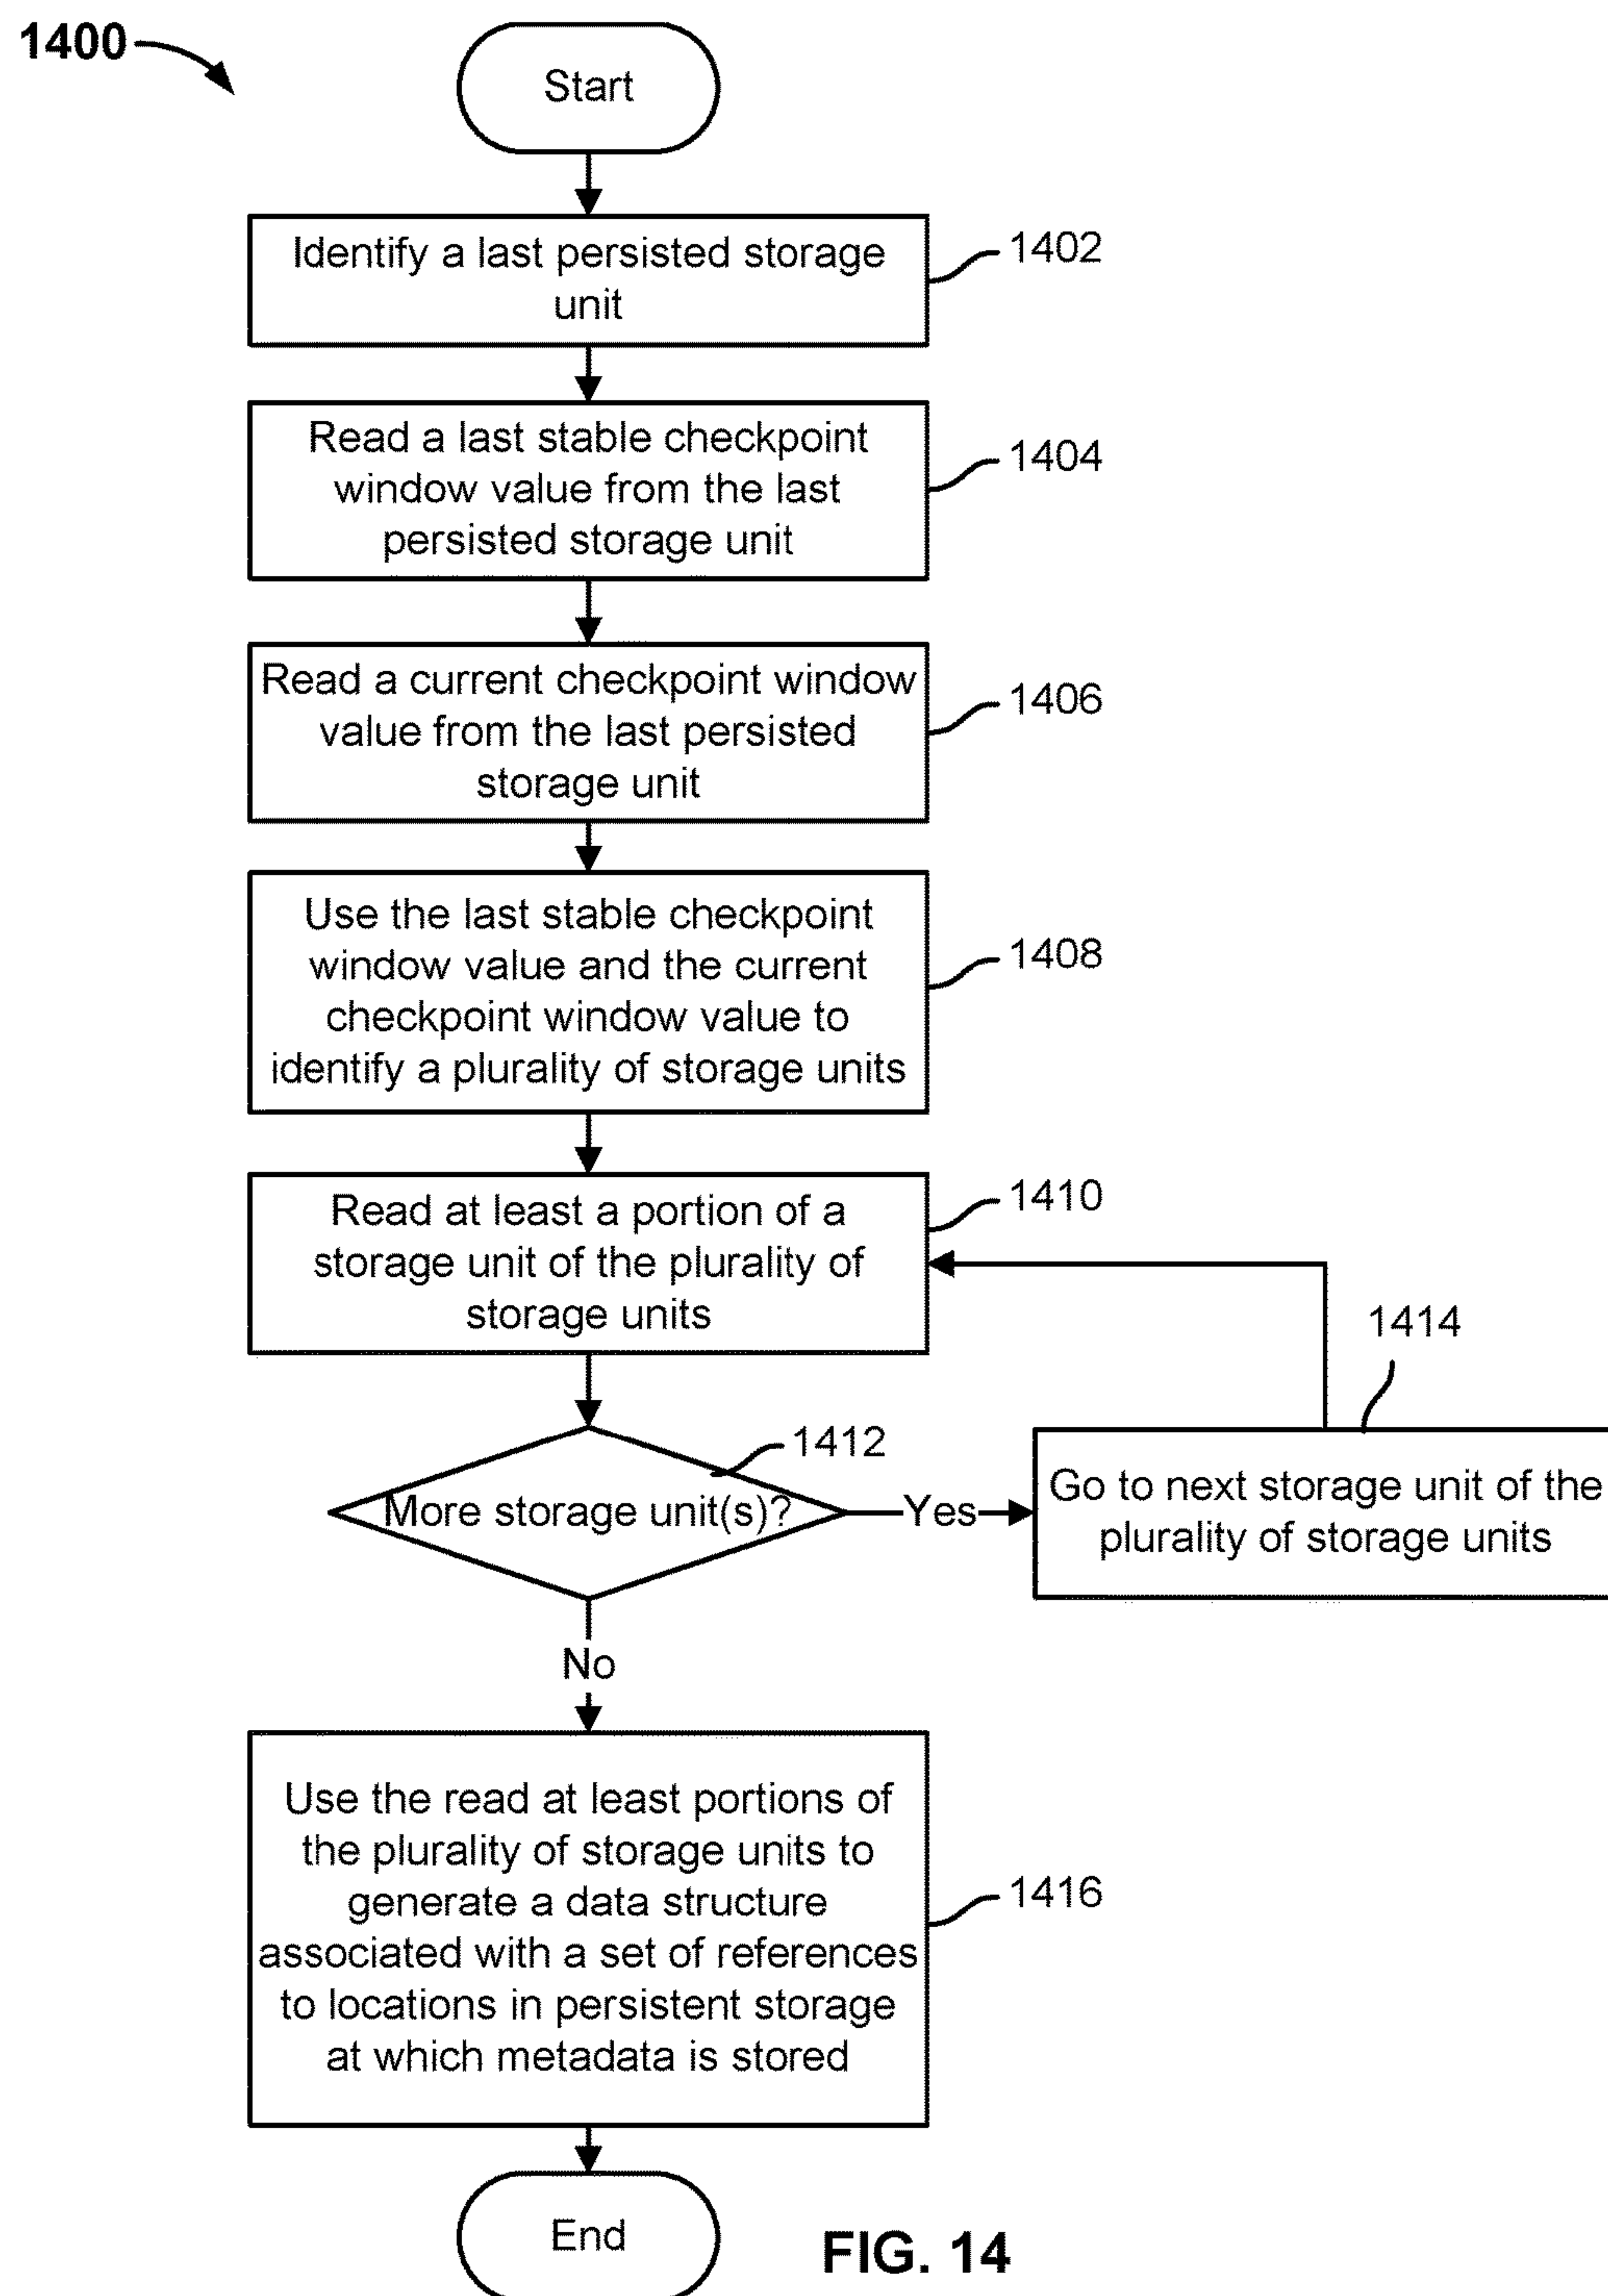 1400
Start
Identify a last persisted storage
unit
1402
Read a last stable checkpoint
window value from the last
persisted storage unit
1404
Read a current checkpoint window
value from the last persisted
storage unit
1406
Use the last stable checkpoint
window value and the current
checkpoint window value to
identify a plurality of storage units
1408
Read at least a portion of a
storage unit of the plurality of
storage units
1410
More storage unit(s)?
1412
Yes
Go to next storage unit of the
plurality of storage units
1414
No
Use the read at least portions of
the plurality of storage units to
generate a data structure
associated with a set of references
to locations in persistent storage
at which metadata is stored
1416
End
FIG. 14